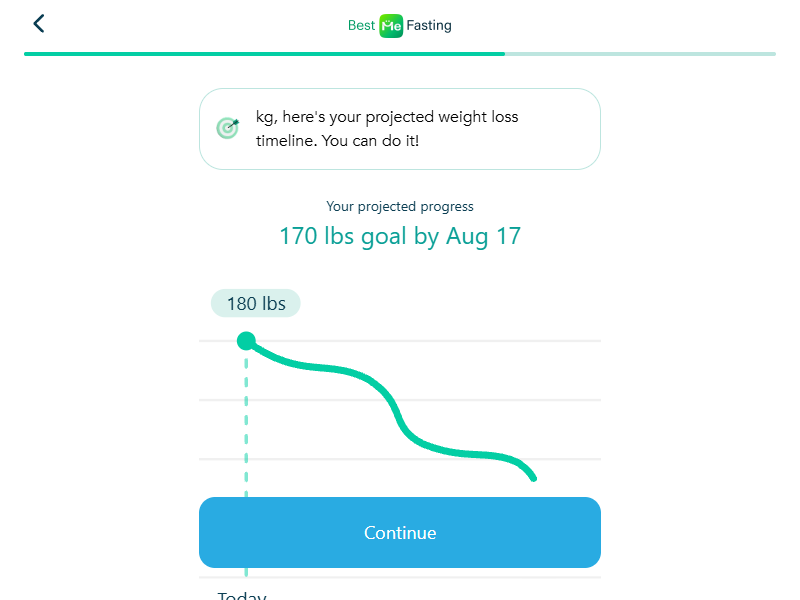 Best Me Fasting
kg, here's your projected weight loss
timeline. You can do it!
Your projected progress
170 lbs goal by Aug 17
180 lbs
Continue
Today